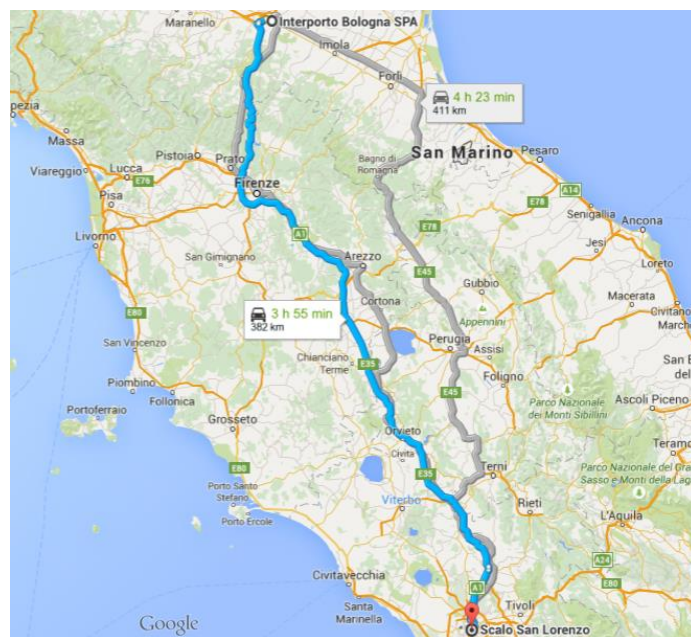 Maranello
Interporto Bologna SPA
Imola
Forlì
4 h 23 min
411 km
Massa
Bagno di
Romagna
San Marino
Pesaro
Pistoia
Prato
Lucca
E76
Viareggio
Firenze
Pisa
E78
A14
Senigallia
Ancona
Livorno
A1
E78
Jesi
San Gimignano
Arezzo
Loreto
E45
Gubbio
Cortona
Macerata
E80
3 h 55 min
382 km
Appennini
Civitanova
Marche
San Vincenzo
Perugia
Assisi
Chianciano
Terme
E35
Piombino
Follonica
E45
Foligno
Parco Nazionale
dei Monti Sibillini
Ascoli Piceno
Portoferraio
Grosseto
Orvieto
Civita
Teramo
E80
E35
Terni
Parco Nazionale del Gran
Sasso e Monti della Laga
Porto Santo
Stefano
Porto Ercole
Viterbo
Rieti
L'Aquila
A24
Civitavecchia
A1
E80
Santa
Marinella
Tivoli
Google
Scalo San Lorenzo